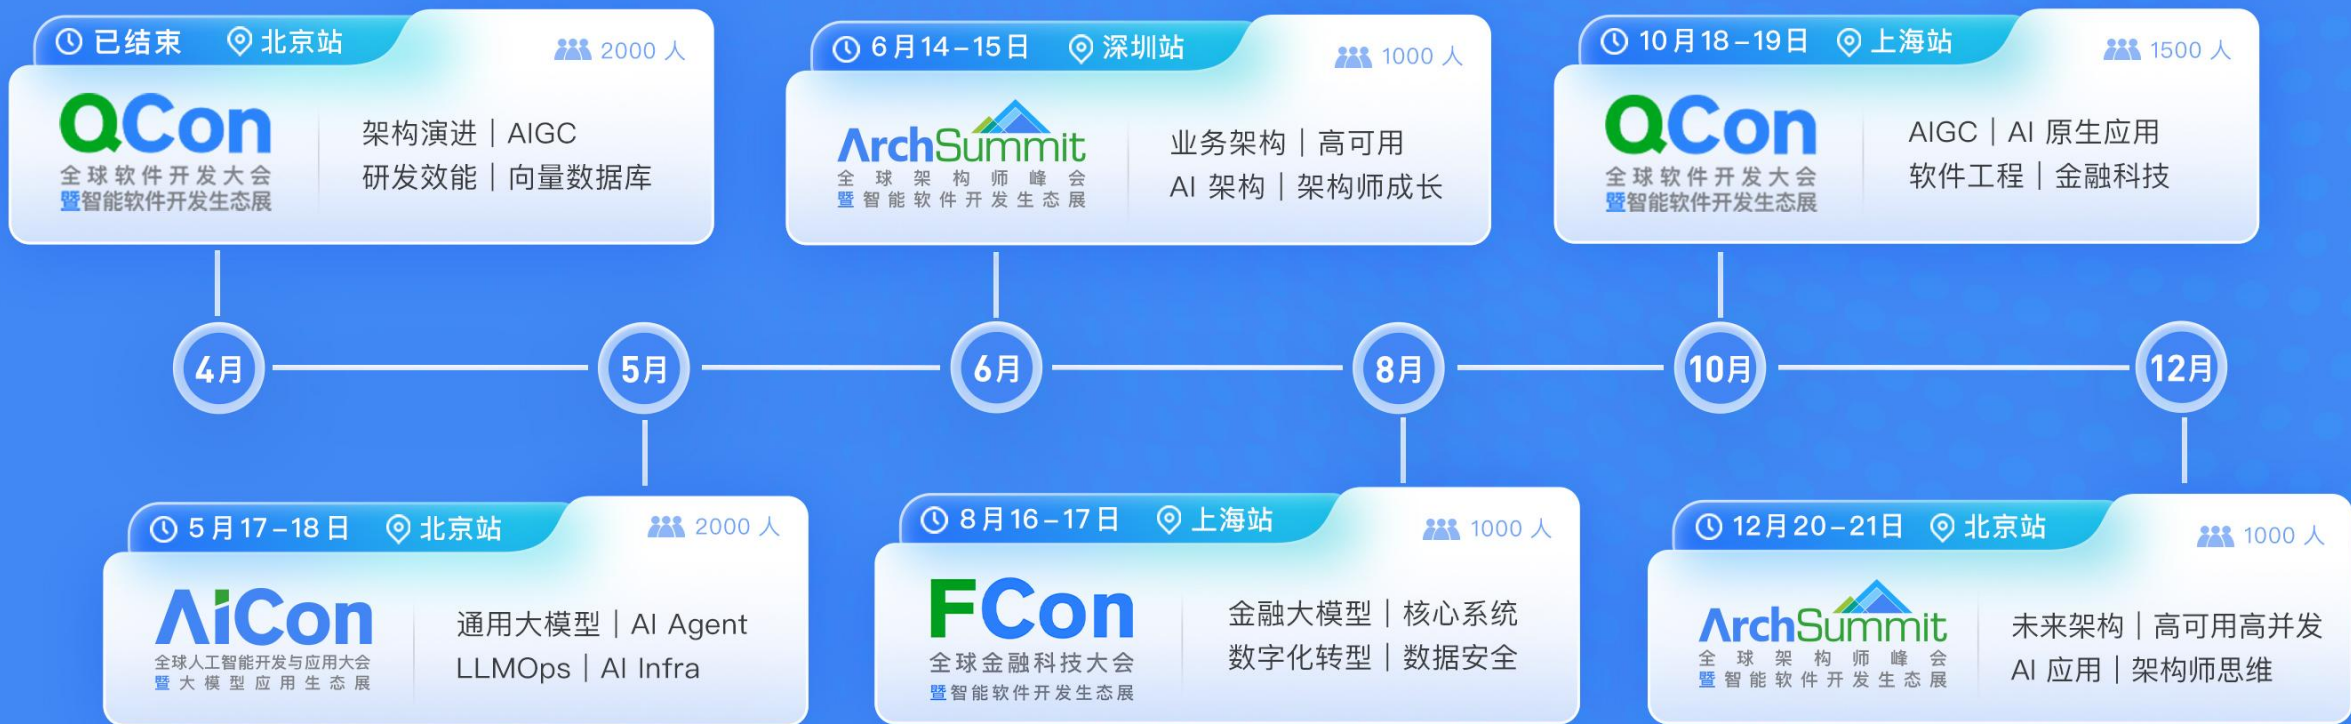 已结束 北京站 2000 人
QCon
全球软件开发大会
暨智能软件开发生态展
架构演进｜AIGC
研发效能｜向量数据库
6月14-15日 深圳站 1000 人
ArchSummit
全球架构师峰会
暨智能软件开发生态展
业务架构｜高可用
AI 架构｜架构师成长
10月18-19日 上海站 1500 人
QCon
全球软件开发大会
暨智能软件开发生态展
AIGC｜AI 原生应用
软件工程｜金融科技
4月 5月 6月 8月 10月 12月
5月17-18日 北京站 2000 人
AiCon
全球人工智能开发与应用大会
暨大模型应用生态展
通用大模型｜AI Agent
LLMOps｜AI Infra
8月16-17日 上海站 1000 人
FCon
全球金融科技大会
暨智能软件开发生态展
金融大模型｜核心系统
数字化转型｜数据安全
12月20-21日 北京站 1000 人
ArchSummit
全球架构师峰会
暨智能软件开发生态展
未来架构｜高可用高并发
AI 应用｜架构师思维